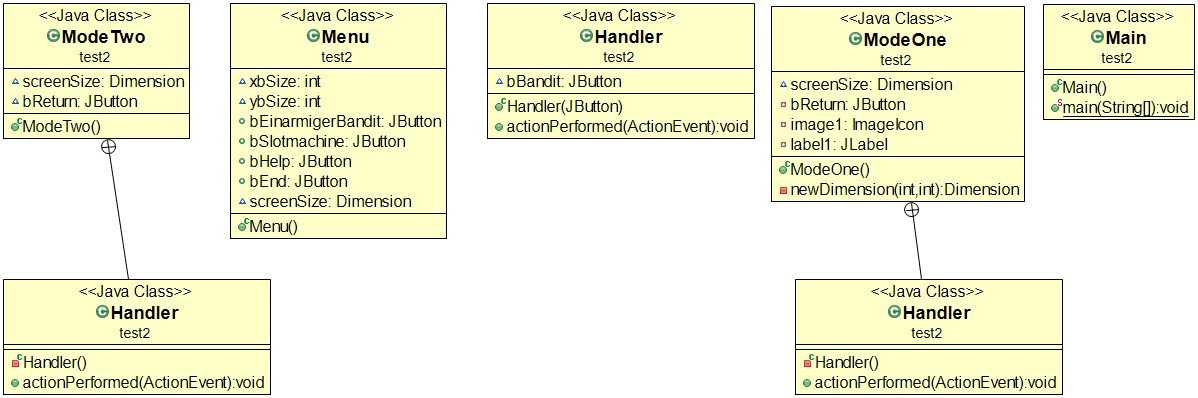 <<Java Class>>
ModeTwo
test2
screenSize: Dimension
bReturn: JButton
ModeTwo()
<<Java Class>>
Menu
test2
xbSize: int
ybSize: int
bEinarmigerBandit: JButton
bSlotmachine: JButton
bHelp: JButton
bEnd: JButton
screenSize: Dimension
Menu()
<<Java Class>>
Handler
test2
bBandit: JButton
Handler(JButton)
actionPerformed(ActionEvent):void
<<Java Class>>
ModeOne
test2
screenSize: Dimension
bReturn: JButton
image1: ImageIcon
label1: JLabel
ModeOne()
newDimension(int,int):Dimension
<<Java Class>>
Main
test2
Main()
main(String[]):void
<<Java Class>>
Handler
test2
Handler()
actionPerformed(ActionEvent):void
<<Java Class>>
Handler
test2
Handler()
actionPerformed(ActionEvent):void